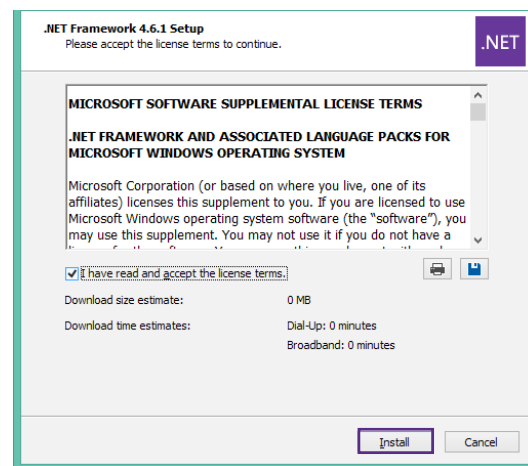 .NET Framework 4.6.1 Setup
Please accept the license terms to continue.
.NET
MICROSOFT SOFTWARE SUPPLEMENTAL LICENSE TERMS
.NET FRAMEWORK AND ASSOCIATED LANGUAGE PACKS FOR
MICROSOFT WINDOWS OPERATING SYSTEM
Microsoft Corporation (or based on where you live, one of its
affiliates) licenses this supplement to you. If you are licensed to use
Microsoft Windows operating system software (the “software”), you
may use this supplement. You may not use it if you do not have a
I have read and accept the license terms.
Download size estimate: 0 MB
Download time estimates: Dial-Up: 0 minutes
Broadband: 0 minutes
Install Cancel